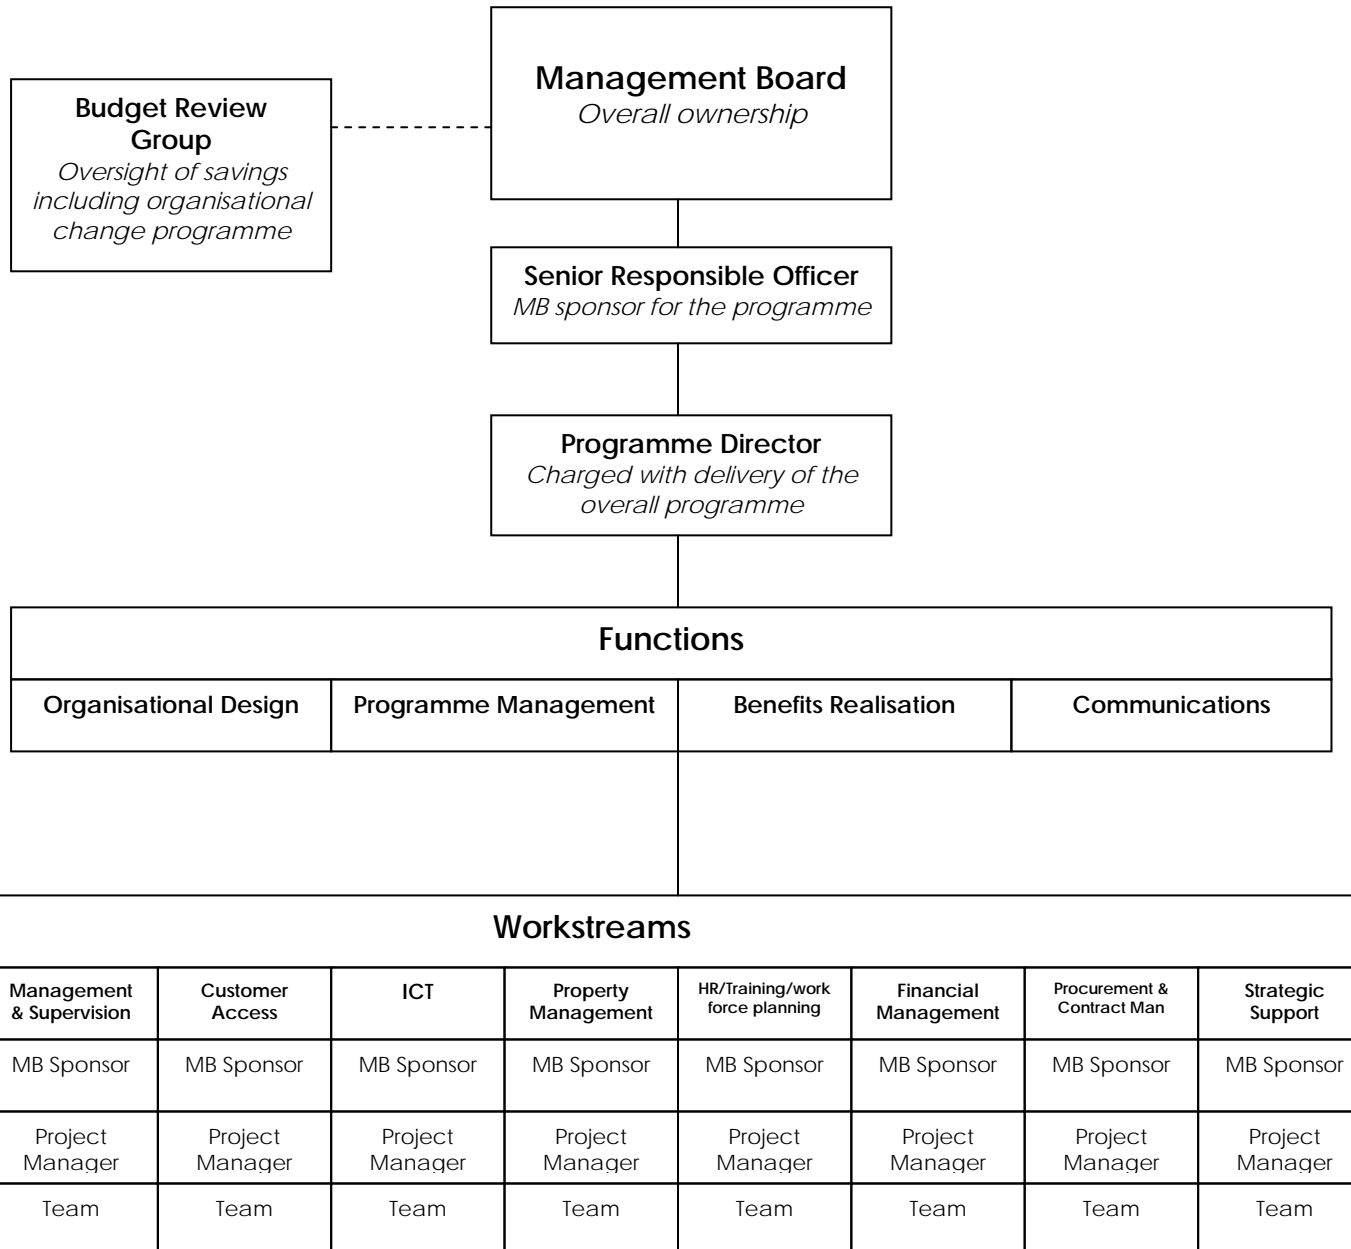 Management Board
Overall ownership
Budget Review
Group
Oversight of savings
including organisational
change programme
Senior Responsible Officer
MB sponsor for the programme
Programme Director
Charged with delivery of the
overall programme
Functions
Organisational Design
Programme Management
Benefits Realisation
Communications
Workstreams
Management
& Supervision
Customer
Access
ICT
Property
Management
HR/Training/work
force planning
Financial
Management
Procurement &
Contract Man
Strategic
Support
MB Sponsor
MB Sponsor
MB Sponsor
MB Sponsor
MB Sponsor
MB Sponsor
MB Sponsor
MB Sponsor
Project
Manager
Project
Manager
Project
Manager
Project
Manager
Project
Manager
Project
Manager
Project
Manager
Project
Manager
Team
Team
Team
Team
Team
Team
Team
Team